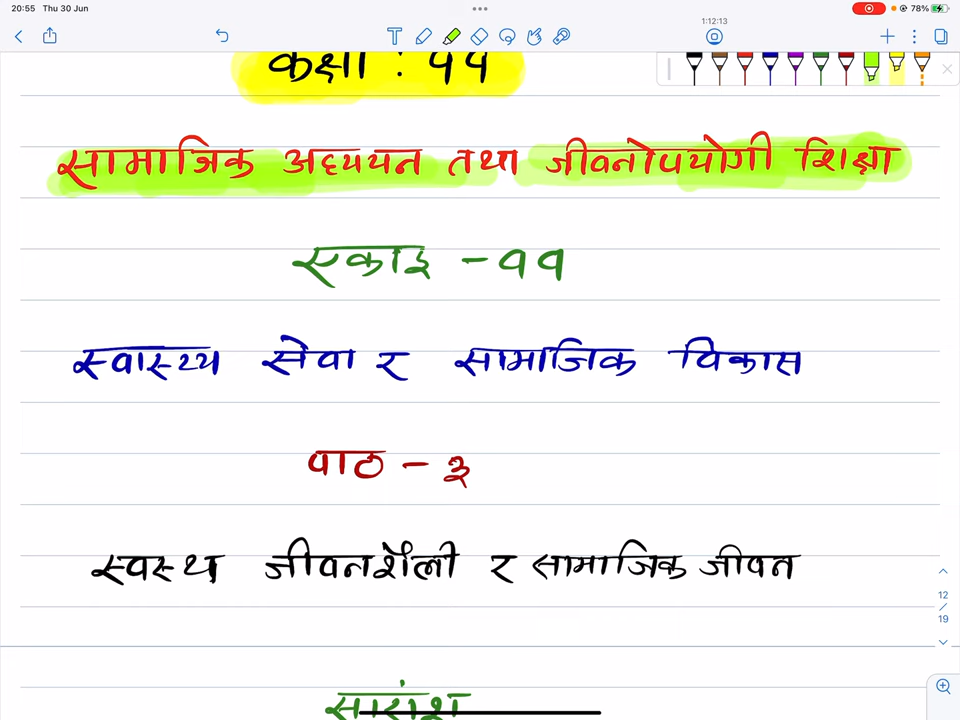 20:55 Thu 30 Jun
78%
1:12:13
कक्षा : ११
सामाजिक अध्ययन तथा जीवनोपयोगी शिक्षा
एकाइ - ११
स्वास्थ्य सेवा र सामाजिक विकास
पाठ - ३
स्वस्थ जीवनशैली र सामाजिक जीवन
12
/
19
सारांश